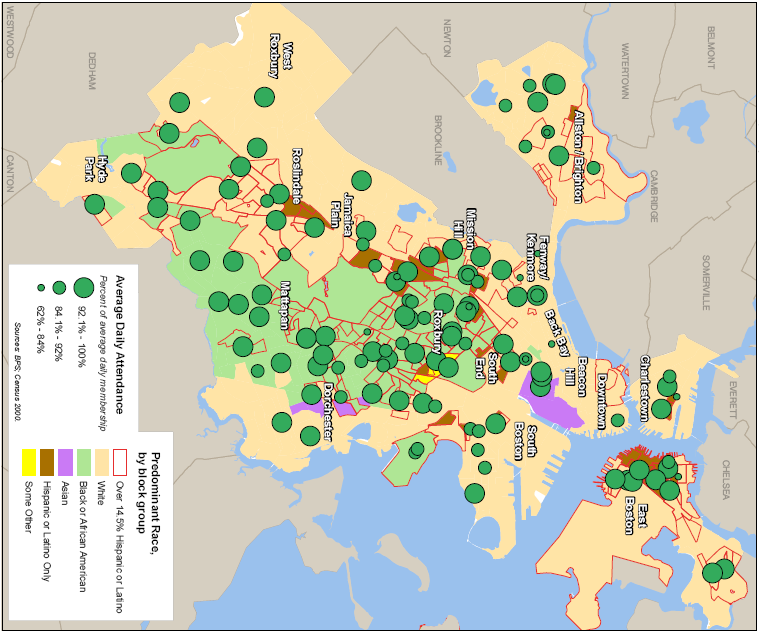 WESTWOOD
DEDHAM
CANTON
NEWTON
BROOKLINE
WATERTOWN
BELMONT
CAMBRIDGE
SOMERVILLE
EVERETT
CHELSEA
West
Roxbury
Hyde
Park
Roslindale
Jamaica
Plain
Mission
Hill
Fenway/
Kenmore
Allston / Brighton
Back Bay
Beacon
Hill
Downtown
Charlestown
East
Boston
South
Boston
South
End
Roxbury
Mattapan
Dorchester
Average Daily Attendance
Percent of average daily membership
92.1% - 100%
84.1% - 92%
62% - 84%
Sources: BPS; Census 2000.
Predominant Race,
by block group
Over 14.5% Hispanic or Latino
White
Black or African American
Asian
Hispanic or Latino Only
Some Other